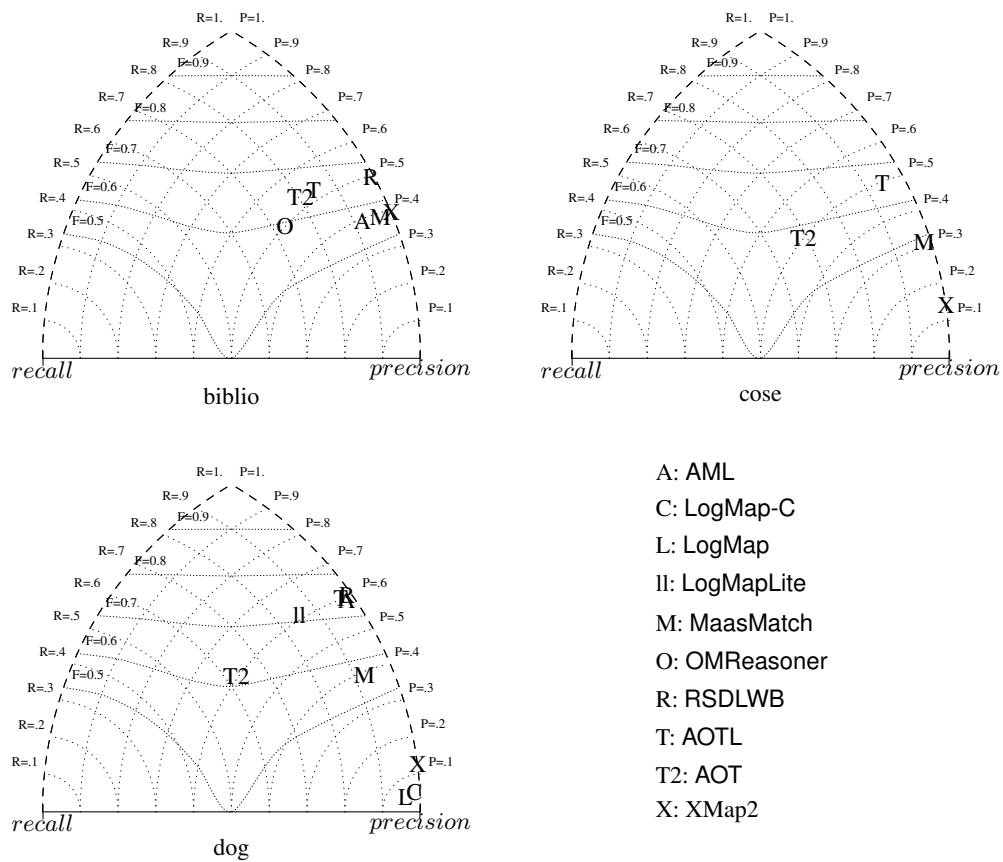 R=1. P=1.
R=.9 P=.9
F=0.9
R=.8 P=.8
R=.7 P=.7
F=0.8
R=.6 P=.6
F=0.7
R=.5 P=.5
R
F=0.6 T
R=.4 T2 P=.4
X
F=0.5 A M
O
R=.3 P=.3
R=.2 P=.2
R=.1 P=.1
recall precision
biblio
R=1. P=1.
R=.9 P=.9
F=0.9
R=.8 P=.8
R=.7 P=.7
F=0.8
R=.6 P=.6
F=0.7
R=.5 P=.5
F=0.6 T
R=.4 P=.4
F=0.5
R=.3 T2 P=.3
M
R=.2 P=.2
R=.1 X P=.1
recall precision
cose
R=1. P=1.
R=.9 P=.9
F=0.9
R=.8 P=.8
R=.7 P=.7
F=0.8
R=.6 P=.6
T R
A
F=0.7
R=.5 ll P=.5
F=0.6
R=.4 P=.4
F=0.5 T2 M
R=.3 P=.3
R=.2 P=.2
R=.1 X P=.1
L C
recall precision
dog
A: AML
C: LogMap-C
L: LogMap
ll: LogMapLite
M: MaasMatch
O: OMReasoner
R: RSDLWB
T: AOTL
T2: AOT
X: XMap2